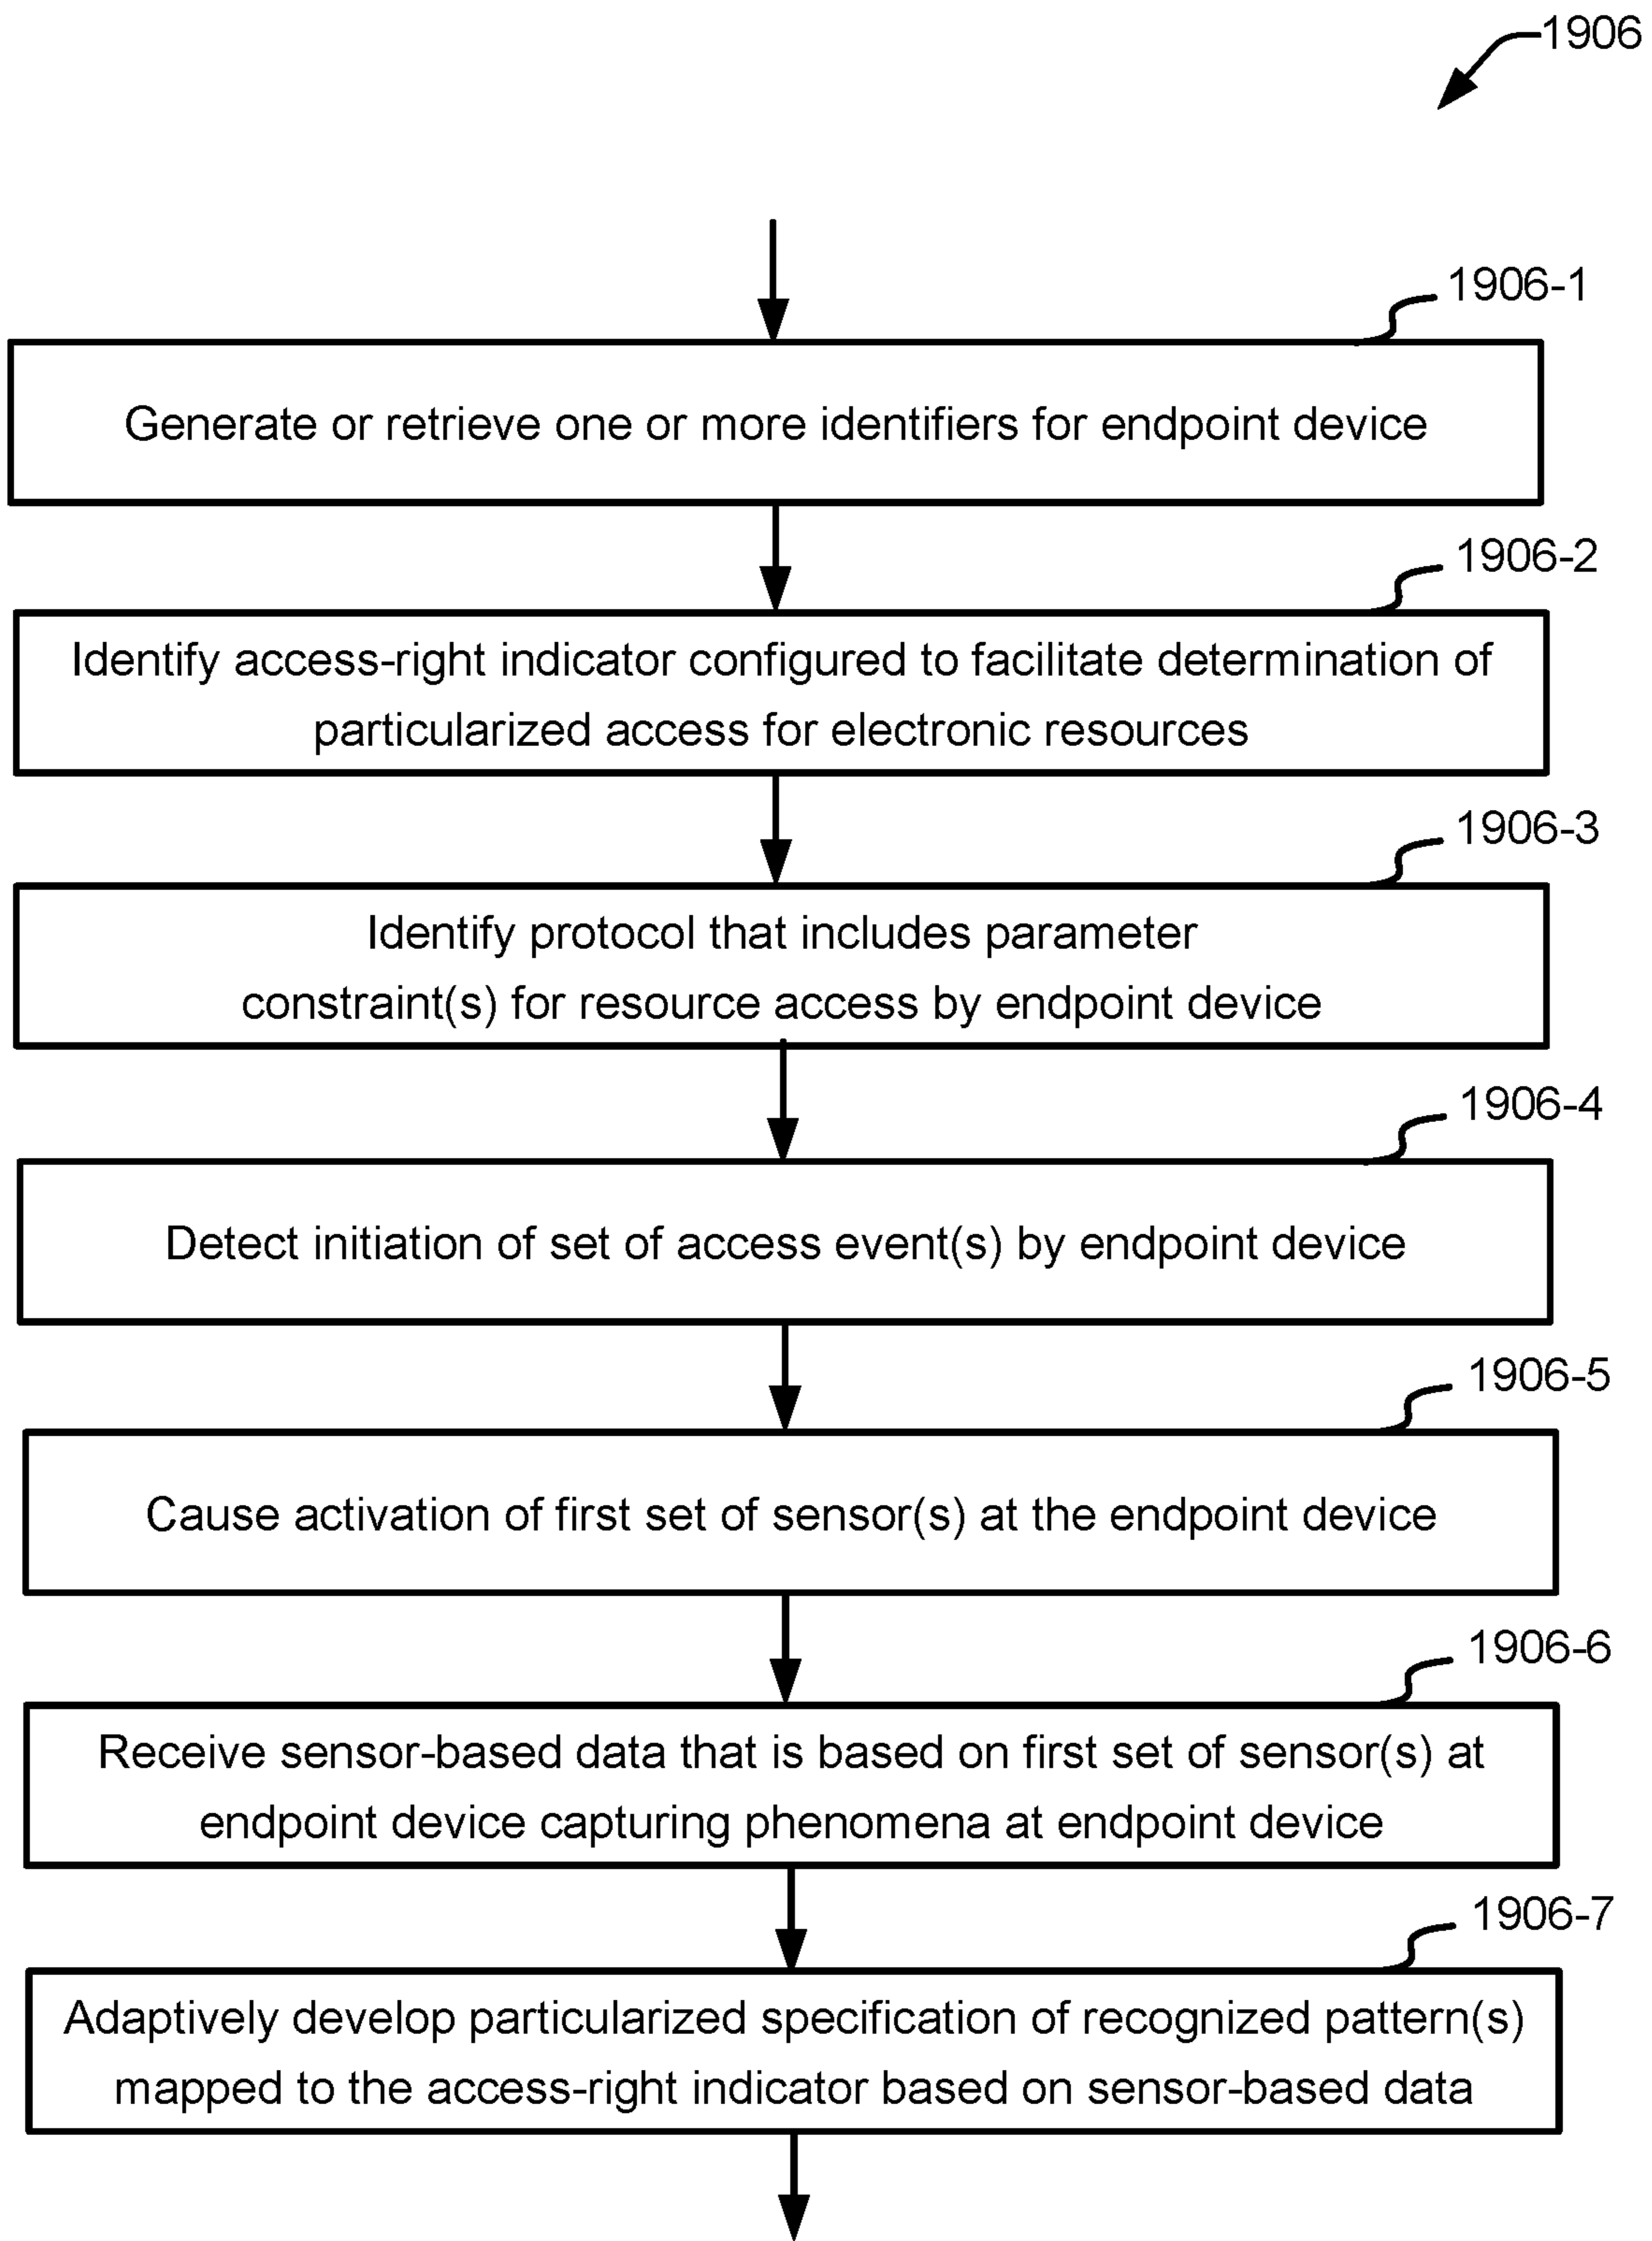 1906
1906-1
Generate or retrieve one or more identifiers for endpoint device
1906-2
Identify access-right indicator configured to facilitate determination of
particularized access for electronic resources
1906-3
Identify protocol that includes parameter
constraint(s) for resource access by endpoint device
1906-4
Detect initiation of set of access event(s) by endpoint device
1906-5
Cause activation of first set of sensor(s) at the endpoint device
1906-6
Receive sensor-based data that is based on first set of sensor(s) at
endpoint device capturing phenomena at endpoint device
1906-7
Adaptively develop particularized specification of recognized pattern(s)
mapped to the access-right indicator based on sensor-based data